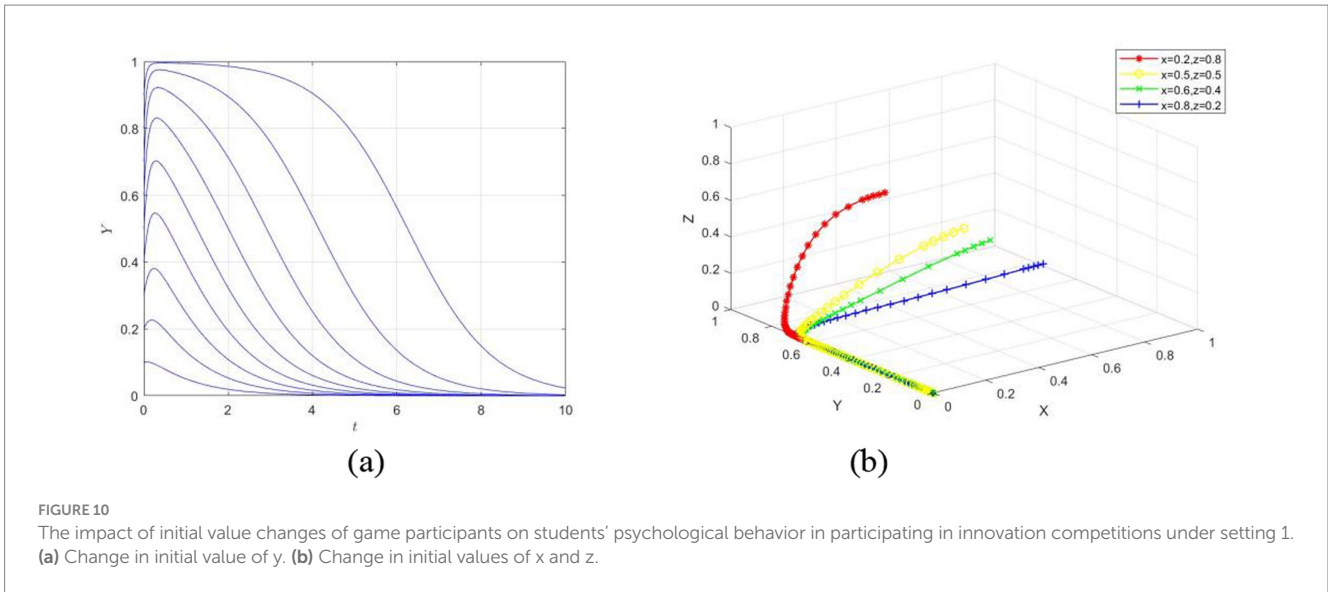 1
0.8
0.6
0.4
0.2
0
Y
0
2
4
6
8
10
t
(a)
x=0.2,z=0.8
x=0.5,z=0.5
x=0.6,z=0.4
x=0.8,z=0.2
1
0.8
0.6
0.4
0.2
0
Z
1
0.8
0.6
0.4
0.2
0
Y
0
0.2
0.4
0.6
0.8
1
X
(b)
FIGURE 10
The impact of initial value changes of game participants on students’ psychological behavior in participating in innovation competitions under setting 1.
(a) Change in initial value of y. (b) Change in initial values of x and z.